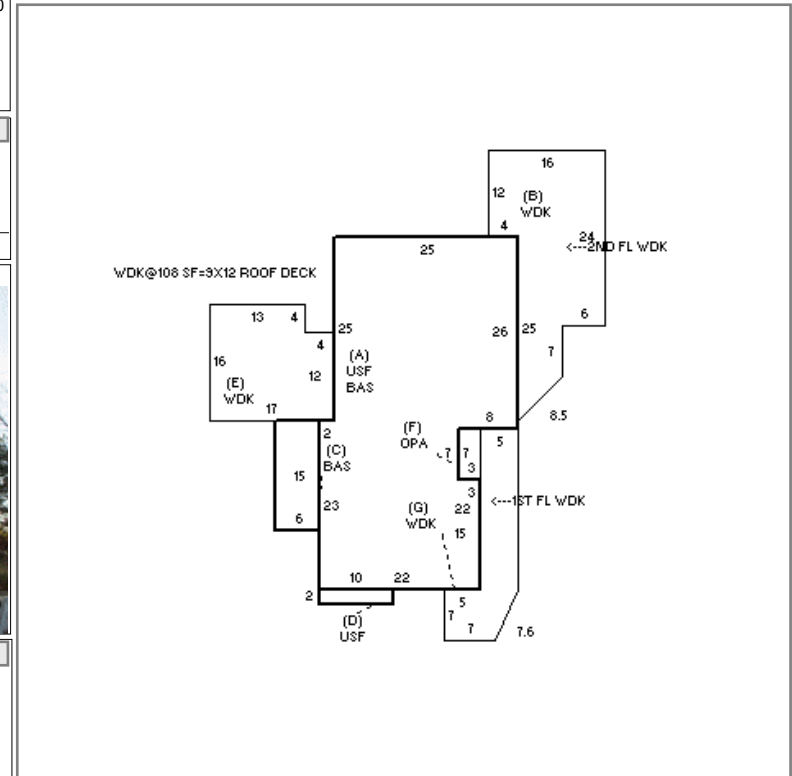 16
12
(B)
WDK
4
24
<---2ND FL WDK
25
WDK@108 SF=9X12 ROOF DECK
6
13
4
25
26
25
4
7
16
(A)
USF
BAS
12
(E)
WDK
17
8
8.5
2
(F)
OPA
5
(C)
BAS
7
7
3
15
3
<---1ST FL WDK
23
(G)
WDK
22
6
15
10
22
2
5
7
(D)
USF
7
7.6